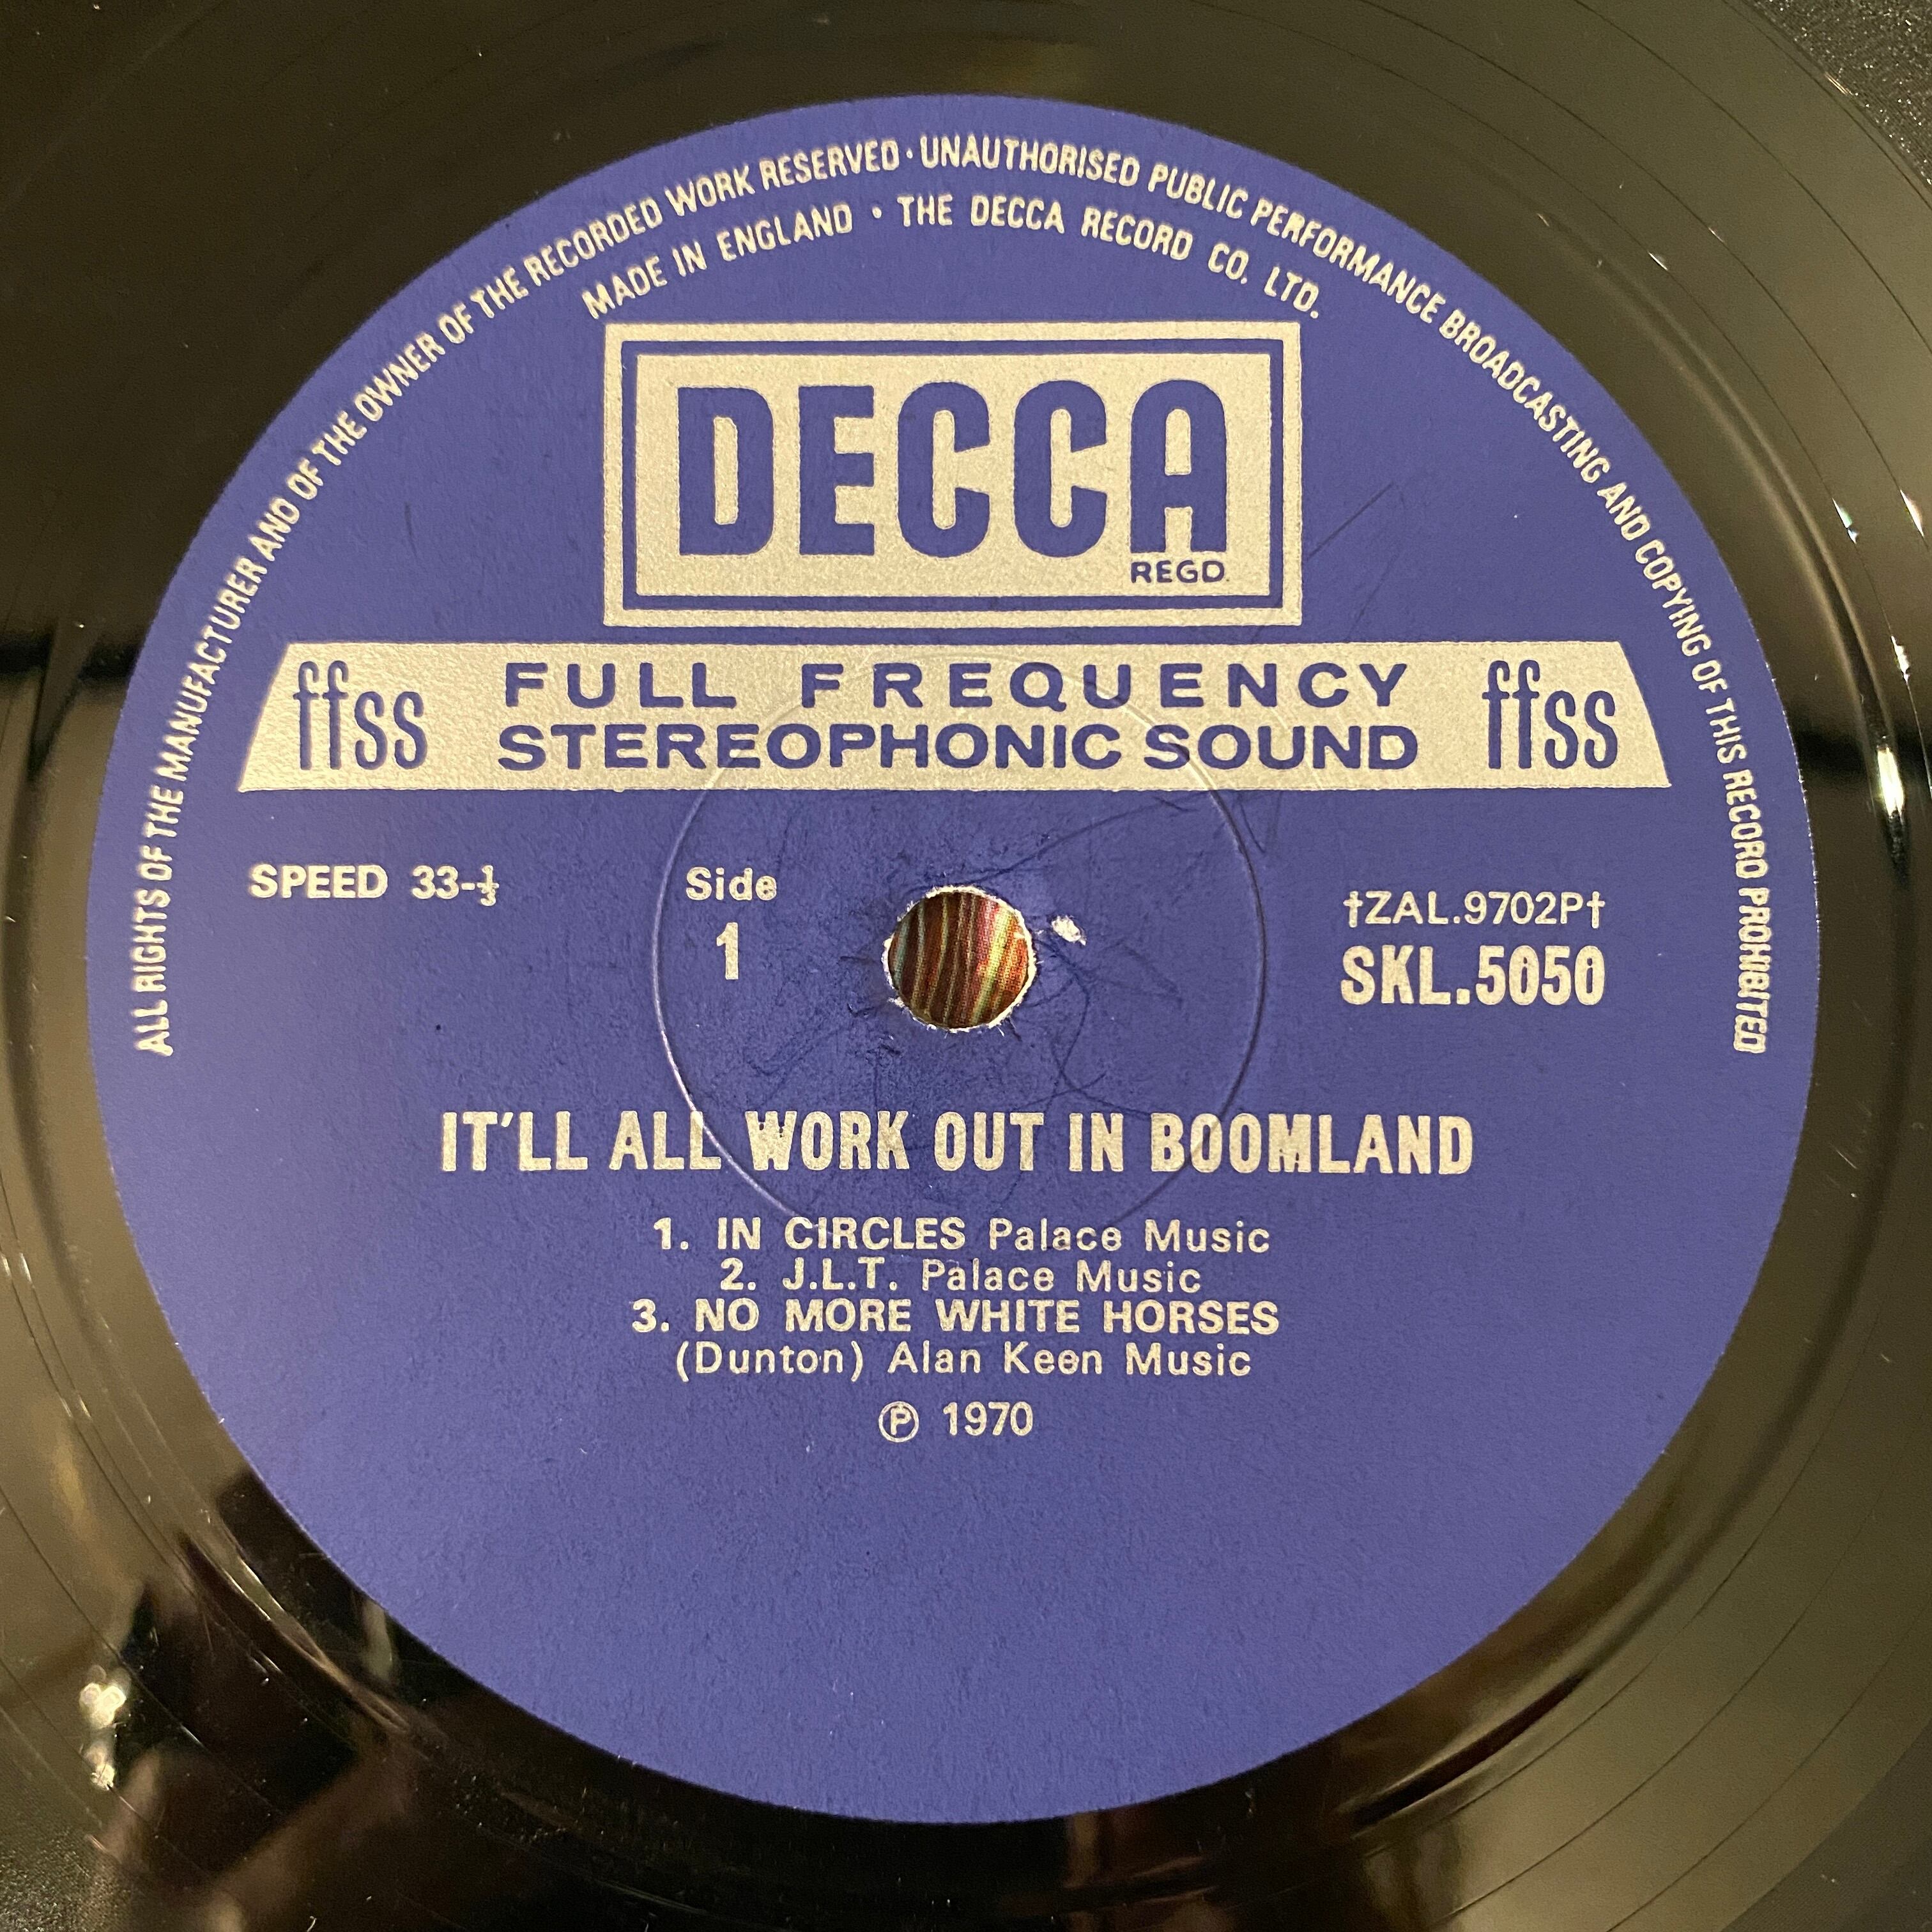 ALL RIGHTS OF THE MANUFACTURER AND OF THE OWNER OF THE RECORDED WORK RESERVED · UNAUTHORISED PUBLIC PERFORMANCE BROADCASTING AND COPYING OF THIS RECORD PROHIBITED
MADE IN ENGLAND · THE DECCA RECORD CO. LTD.
DECCA
REGD.
ffss FULL FREQUENCY ffss
STEREOPHONIC SOUND
SPEED 33-⅓
Side
1
†ZAL.9702P†
SKL.5050
IT'LL ALL WORK OUT IN BOOMLAND
1. IN CIRCLES Palace Music
2. J.L.T. Palace Music
3. NO MORE WHITE HORSES
(Dunton) Alan Keen Music
℗ 1970